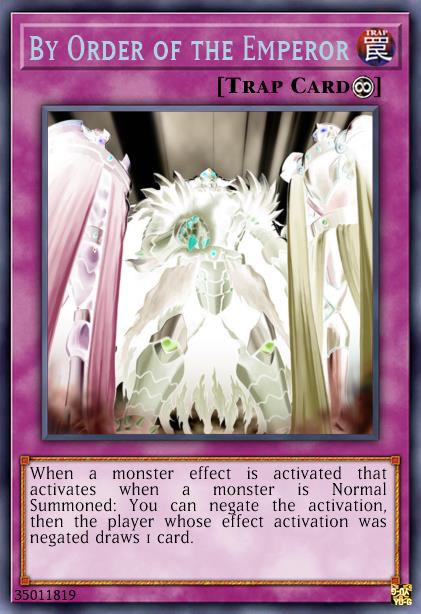 By Order of the Emperor
TRAP
罠
[Trap Card]
When a monster effect is activated that
activates when a monster is Normal
Summoned: You can negate the activation,
then the player whose effect activation was
negated draws 1 card.
35011819